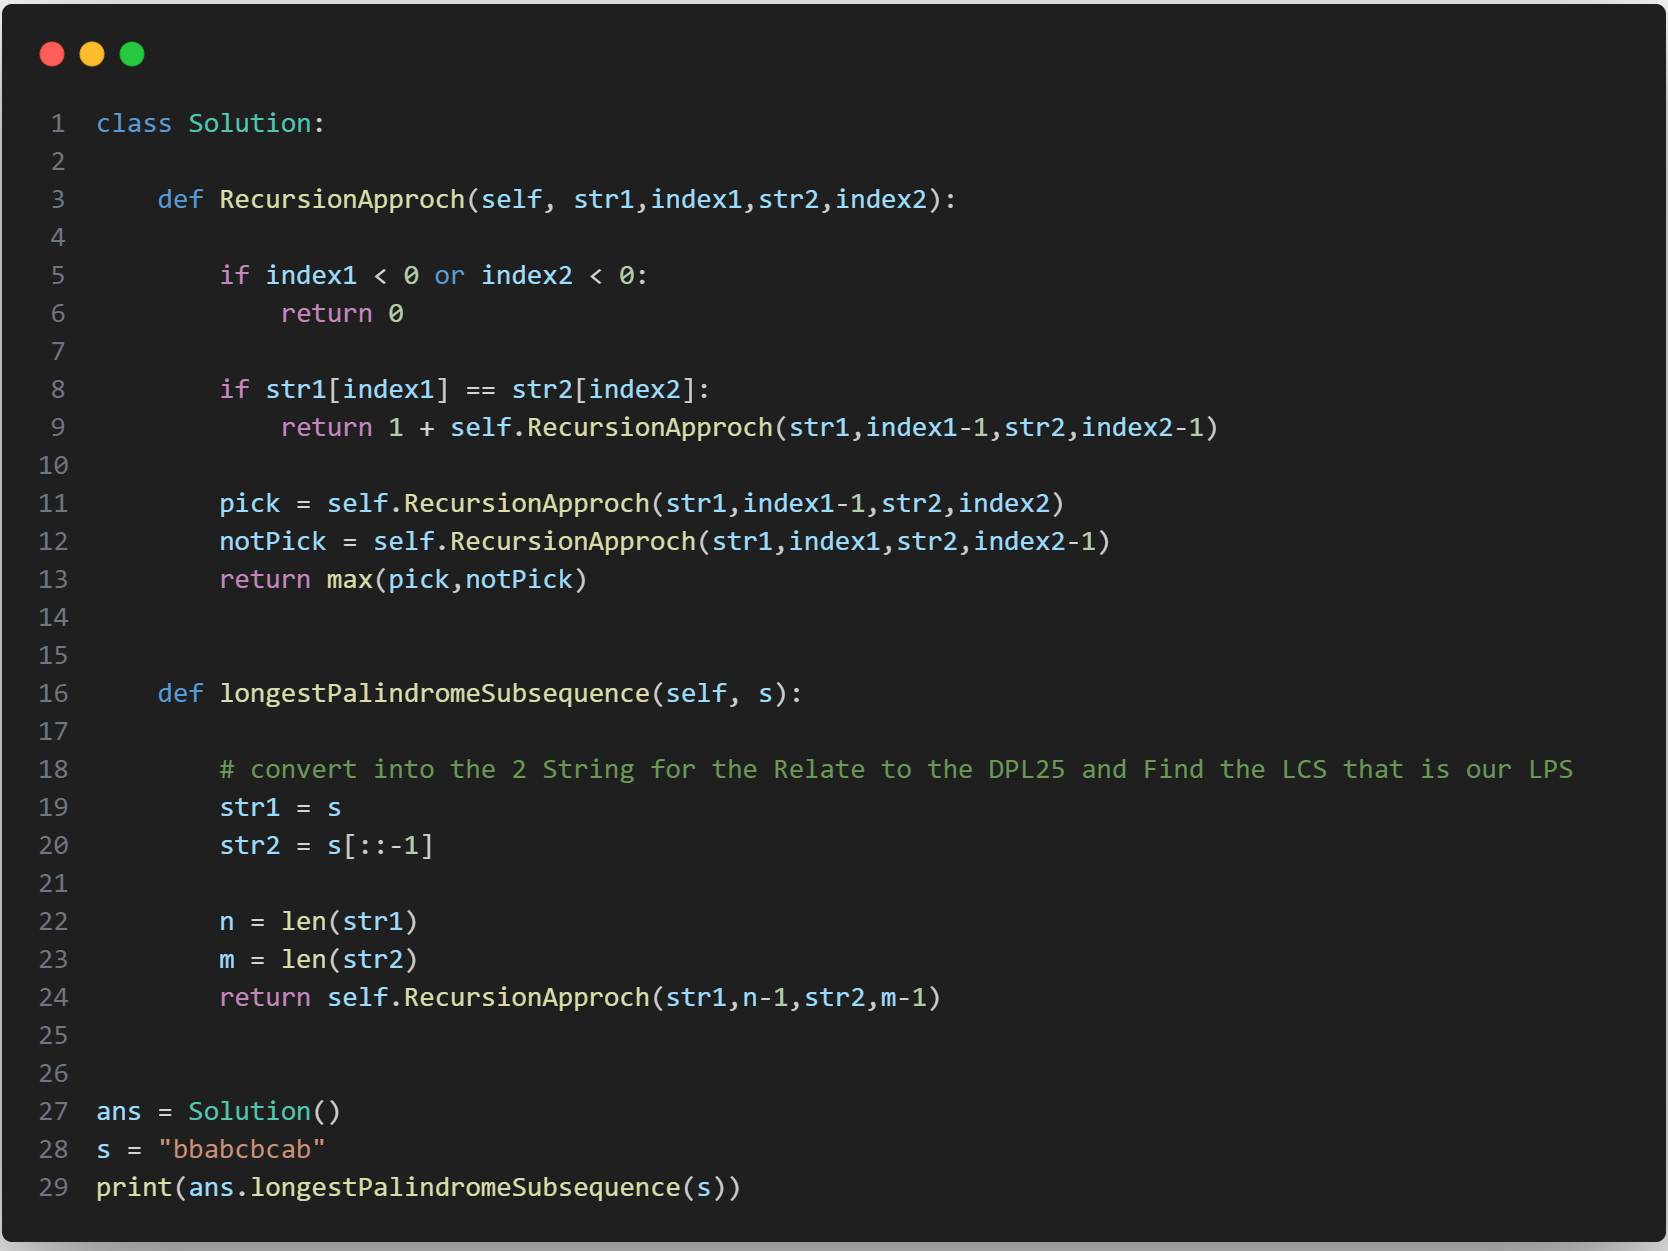 1 class Solution:
2
3     def RecursionApproch(self, str1,index1,str2,index2):
4
5         if index1 < 0 or index2 < 0:
6             return 0
7
8         if str1[index1] == str2[index2]:
9             return 1 + self.RecursionApproch(str1,index1-1,str2,index2-1)
10
11         pick = self.RecursionApproch(str1,index1-1,str2,index2)
12         notPick = self.RecursionApproch(str1,index1,str2,index2-1)
13         return max(pick,notPick)
14
15
16     def longestPalindromeSubsequence(self, s):
17
18         # convert into the 2 String for the Relate to the DPL25 and Find the LCS that is our LPS
19         str1 = s
20         str2 = s[::-1]
21
22         n = len(str1)
23         m = len(str2)
24         return self.RecursionApproch(str1,n-1,str2,m-1)
25
26
27 ans = Solution()
28 s = "bbabcbcab"
29 print(ans.longestPalindromeSubsequence(s))